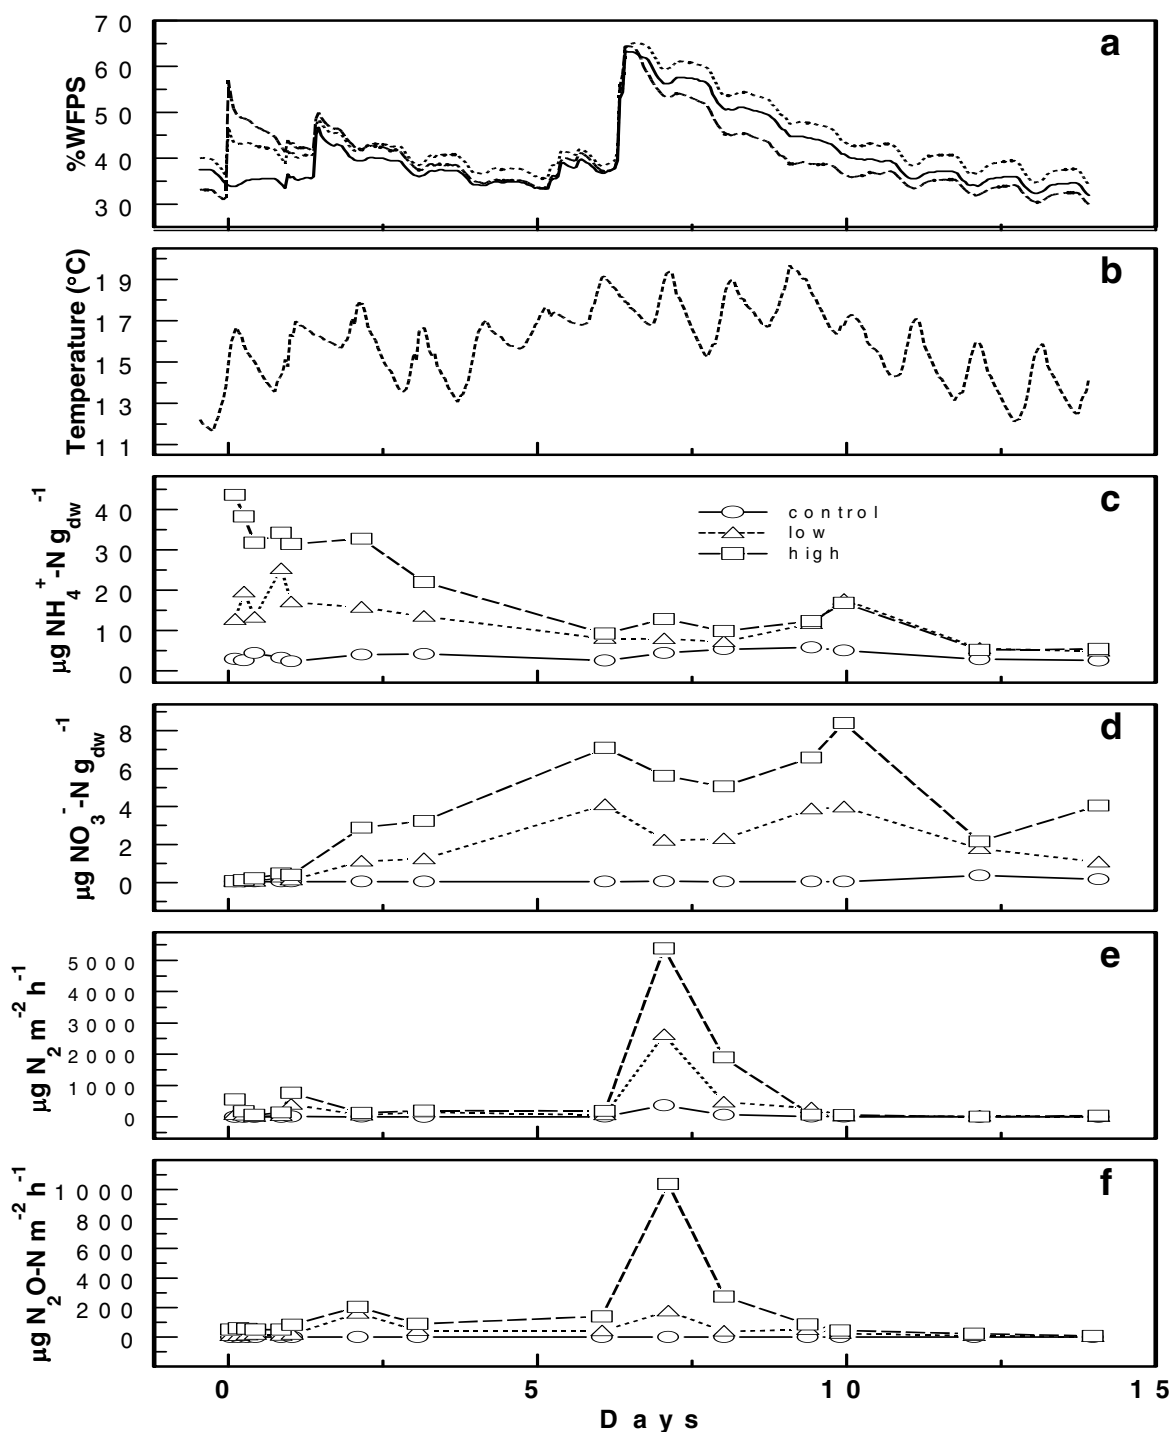 a
%WFPS
70
60
50
40
30
b
Temperature (°C)
19
17
15
13
11
c
µg NH4+-N gdw-1
40
30
20
10
0
control
low
high
d
µg NO3--N gdw-1
8
6
4
2
0
e
µg N2 m-2 h-1
5000
4000
3000
2000
1000
0
f
µg N2O-N m-2 h-1
1000
800
600
400
200
0
0 5 10 15
Days